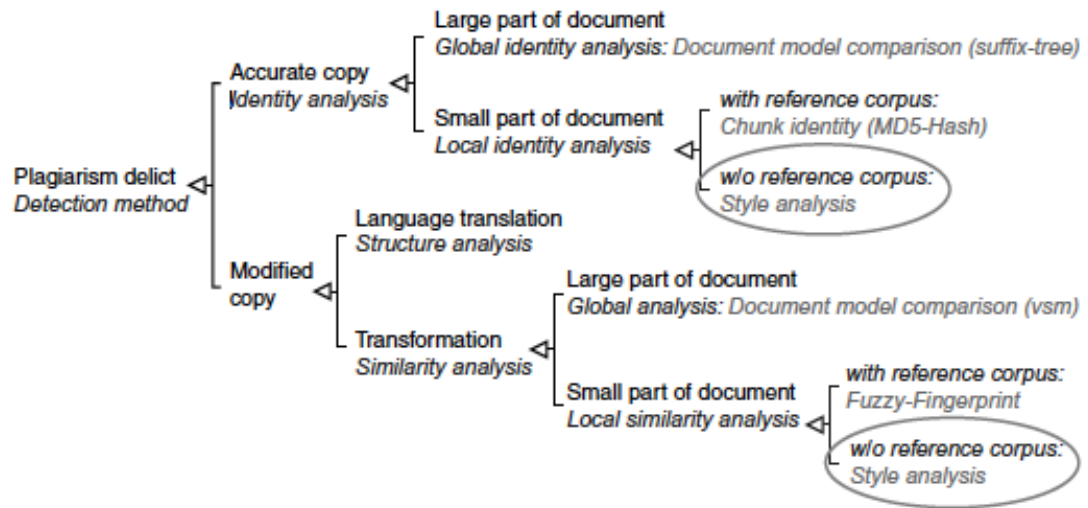 Large part of document
Global identity analysis: Document model comparison (suffix-tree)
Accurate copy
Identity analysis
Small part of document
Local identity analysis
with reference corpus:
Chunk identity (MD5-Hash)
w/o reference corpus:
Style analysis
Plagiarism delict
Detection method
Language translation
Structure analysis
Modified
copy
Large part of document
Global analysis: Document model comparison (vsm)
Transformation
Similarity analysis
Small part of document
Local similarity analysis
with reference corpus:
Fuzzy-Fingerprint
w/o reference corpus:
Style analysis